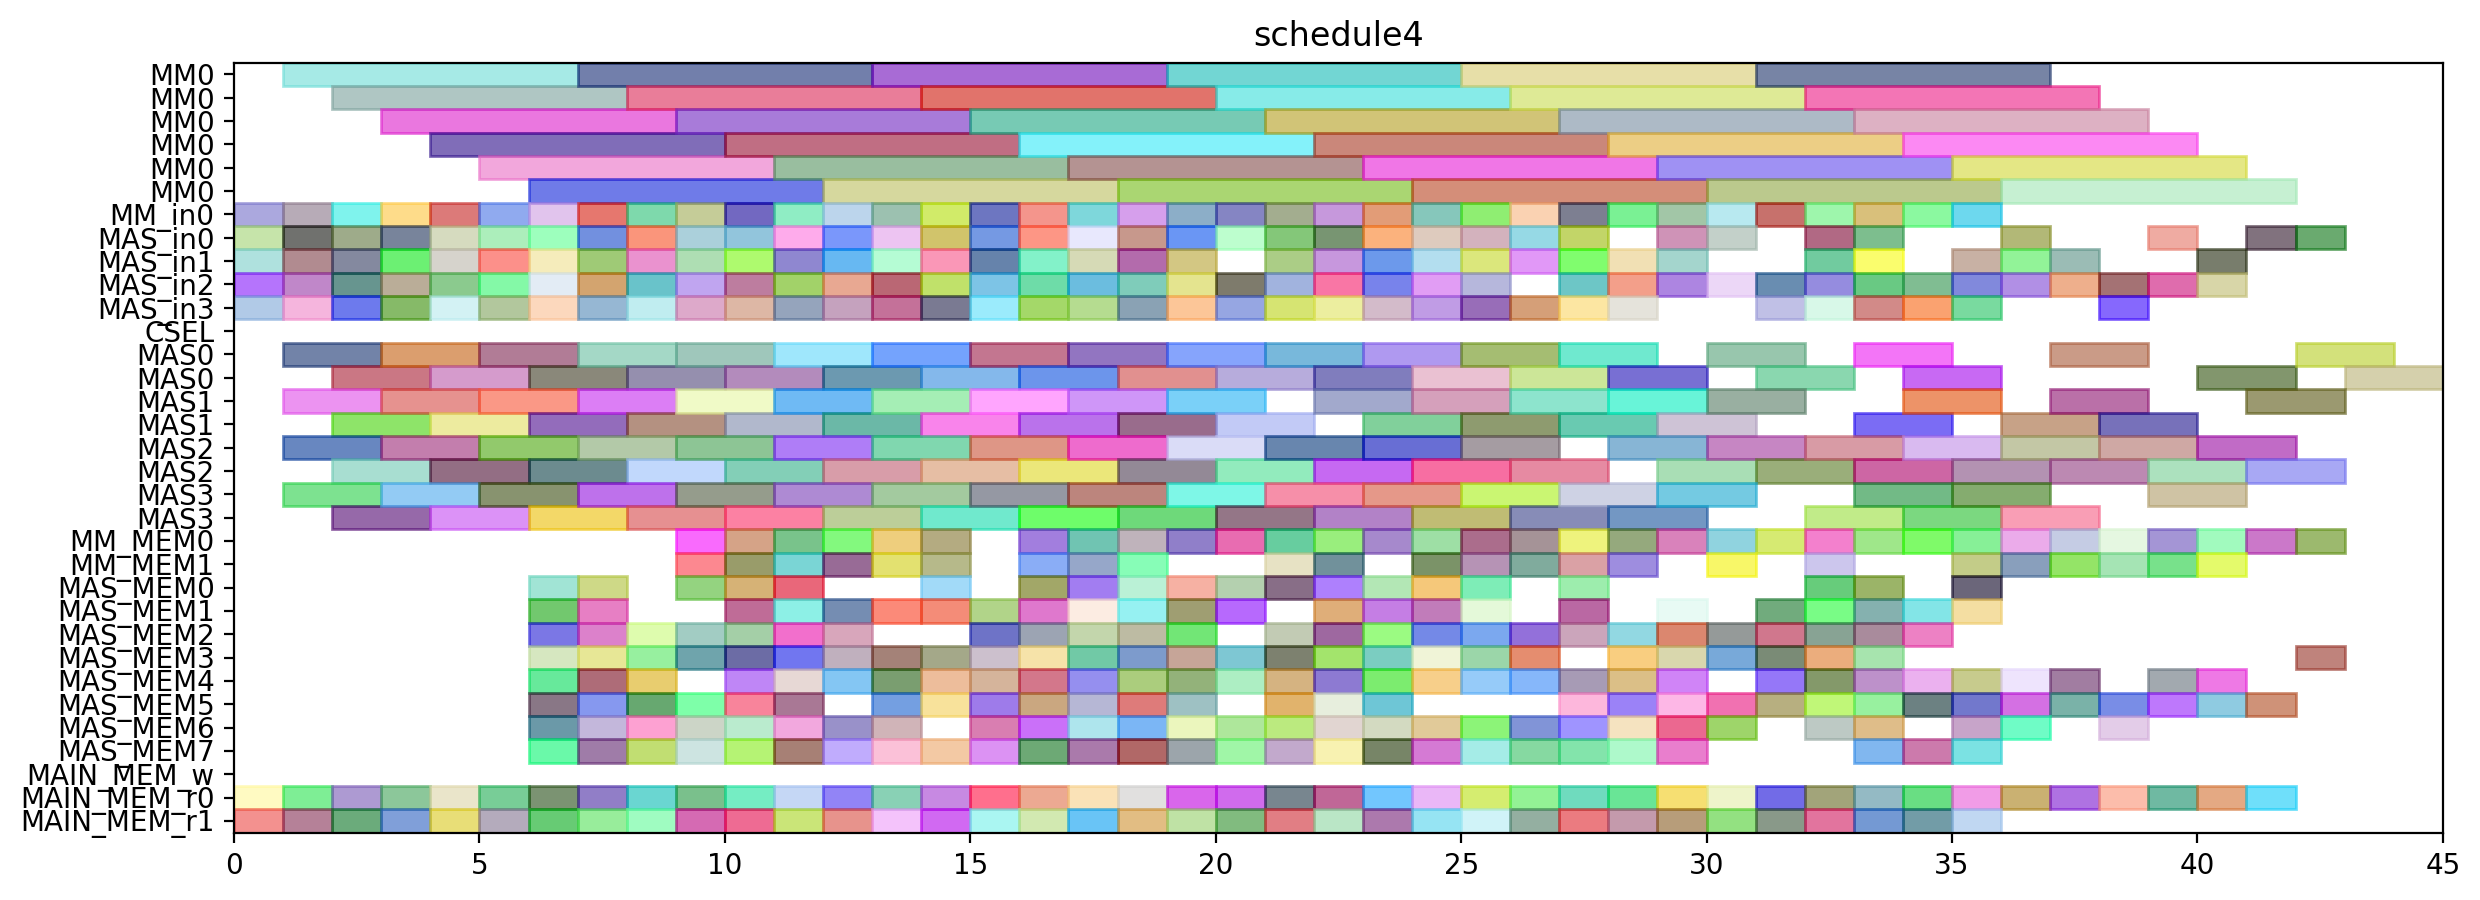 schedule4
MM0
MM0
MM0
MM0
MM0
MM0
MM_in0
MAS_in0
MAS_in1
MAS_in2
MAS_in3
CSEL
MAS0
MAS0
MAS1
MAS1
MAS2
MAS2
MAS3
MAS3
MM_MEM0
MM_MEM1
MAS_MEM0
MAS_MEM1
MAS_MEM2
MAS_MEM3
MAS_MEM4
MAS_MEM5
MAS_MEM6
MAS_MEM7
MAIN_MEM_w
MAIN_MEM_r0
MAIN_MEM_r1
0 5 10 15 20 25 30 35 40 45